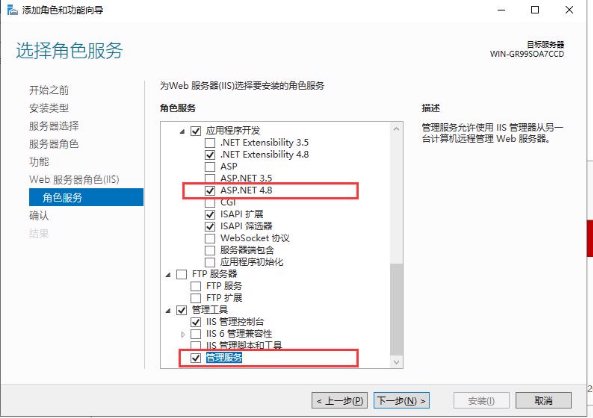 添加角色和功能向导
选择角色服务
目标服务器
WIN-GR99SOA7CCD
开始之前
安装类型
服务器选择
服务器角色
功能
Web 服务器角色(IIS)
角色服务
确认
结果
为Web 服务器(IIS)选择要安装的角色服务
角色服务
应用程序开发
.NET Extensibility 3.5
.NET Extensibility 4.8
ASP
ASP.NET 3.5
ASP.NET 4.8
CGI
ISAPI 扩展
ISAPI 筛选器
WebSocket 协议
服务器端包含
应用程序初始化
FTP 服务器
FTP 服务
FTP 扩展
管理工具
IIS 管理控制台
IIS 6 管理兼容性
IIS 管理脚本和工具
管理服务
描述
管理服务允许使用 IIS 管理器从另一
台计算机远程管理 Web 服务器。
< 上一步(P)
下一步(N) >
安装(I)
取消